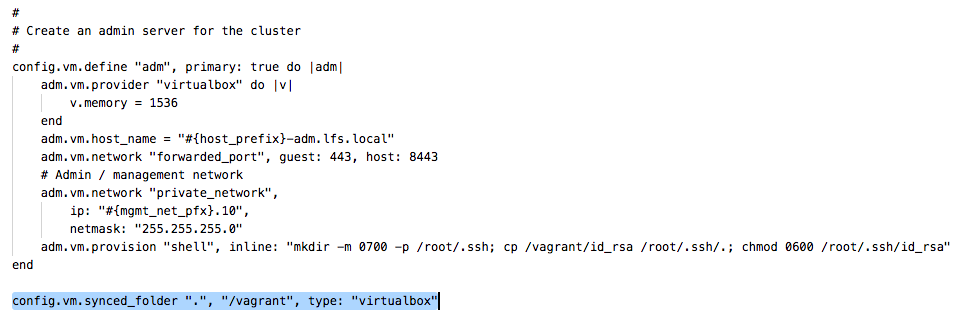 #
# Create an admin server for the cluster
#
config.vm.define "adm", primary: true do |adm|
    adm.vm.provider "virtualbox" do |v|
        v.memory = 1536
    end
    adm.vm.host_name = "#{host_prefix}-adm.lfs.local"
    adm.vm.network "forwarded_port", guest: 443, host: 8443
    # Admin / management network
    adm.vm.network "private_network",
        ip: "#{mgmt_net_pfx}.10",
        netmask: "255.255.255.0"
    adm.vm.provision "shell", inline: "mkdir -m 0700 -p /root/.ssh; cp /vagrant/id_rsa /root/.ssh/.; chmod 0600 /root/.ssh/id_rsa"
end

config.vm.synced_folder ".", "/vagrant", type: "virtualbox"